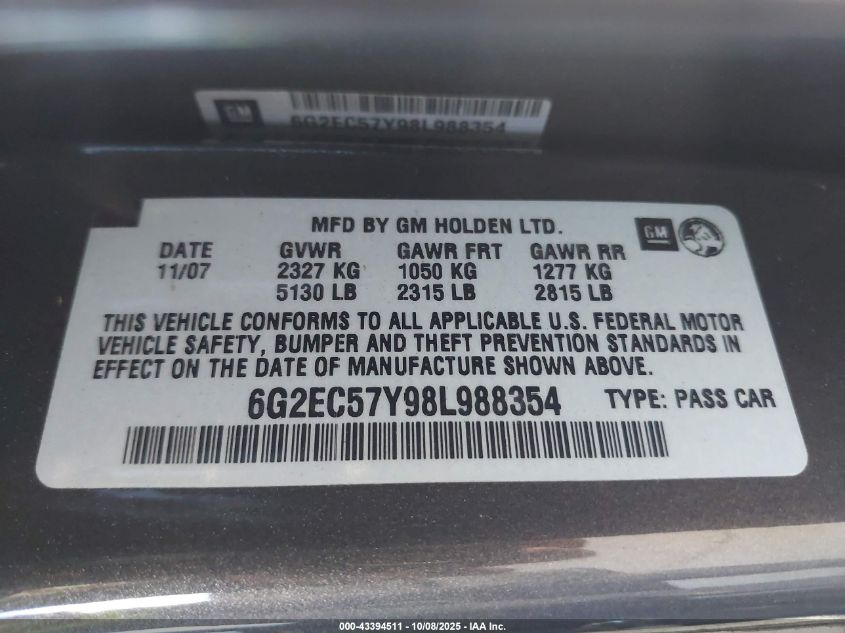 GM
6G2EC57Y98L988354
MFD BY GM HOLDEN LTD.
GM
DATE GVWR GAWR FRT GAWR RR
11/07 2327 KG 1050 KG 1277 KG
5130 LB 2315 LB 2815 LB
THIS VEHICLE CONFORMS TO ALL APPLICABLE U.S. FEDERAL MOTOR
VEHICLE SAFETY, BUMPER AND THEFT PREVENTION STANDARDS IN
EFFECT ON THE DATE OF MANUFACTURE SHOWN ABOVE.
6G2EC57Y98L988354 TYPE: PASS CAR
000-43394511 - 10/08/2025 - IAA Inc.